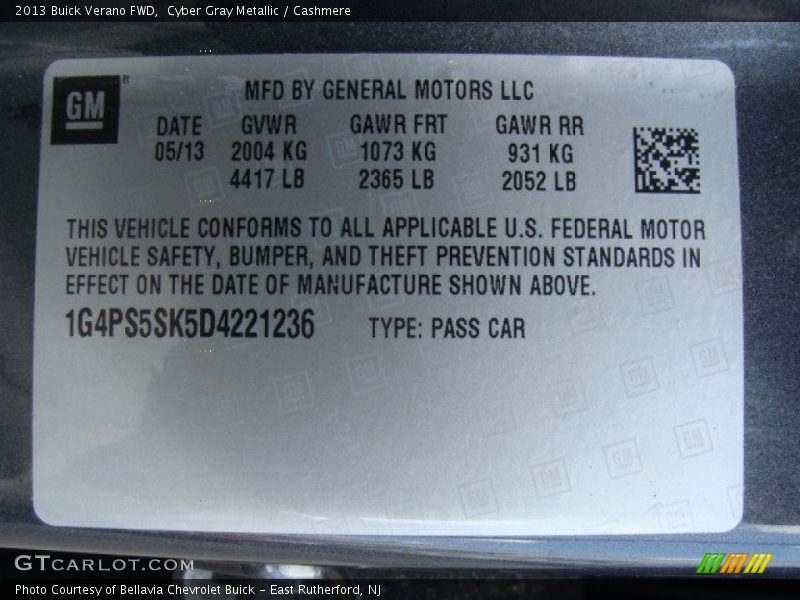 2013 Buick Verano FWD,  Cyber Gray Metallic / Cashmere
GM
MFD BY GENERAL MOTORS LLC
DATE GVWR GAWR FRT GAWR RR
05/13 2004 KG 1073 KG 931 KG
4417 LB 2365 LB 2052 LB
THIS VEHICLE CONFORMS TO ALL APPLICABLE U.S. FEDERAL MOTOR
VEHICLE SAFETY, BUMPER, AND THEFT PREVENTION STANDARDS IN
EFFECT ON THE DATE OF MANUFACTURE SHOWN ABOVE.
1G4PS5SK5D4221236 TYPE: PASS CAR
GTCARLOT.COM
Photo Courtesy of Bellavia Chevrolet Buick - East Rutherford, NJ